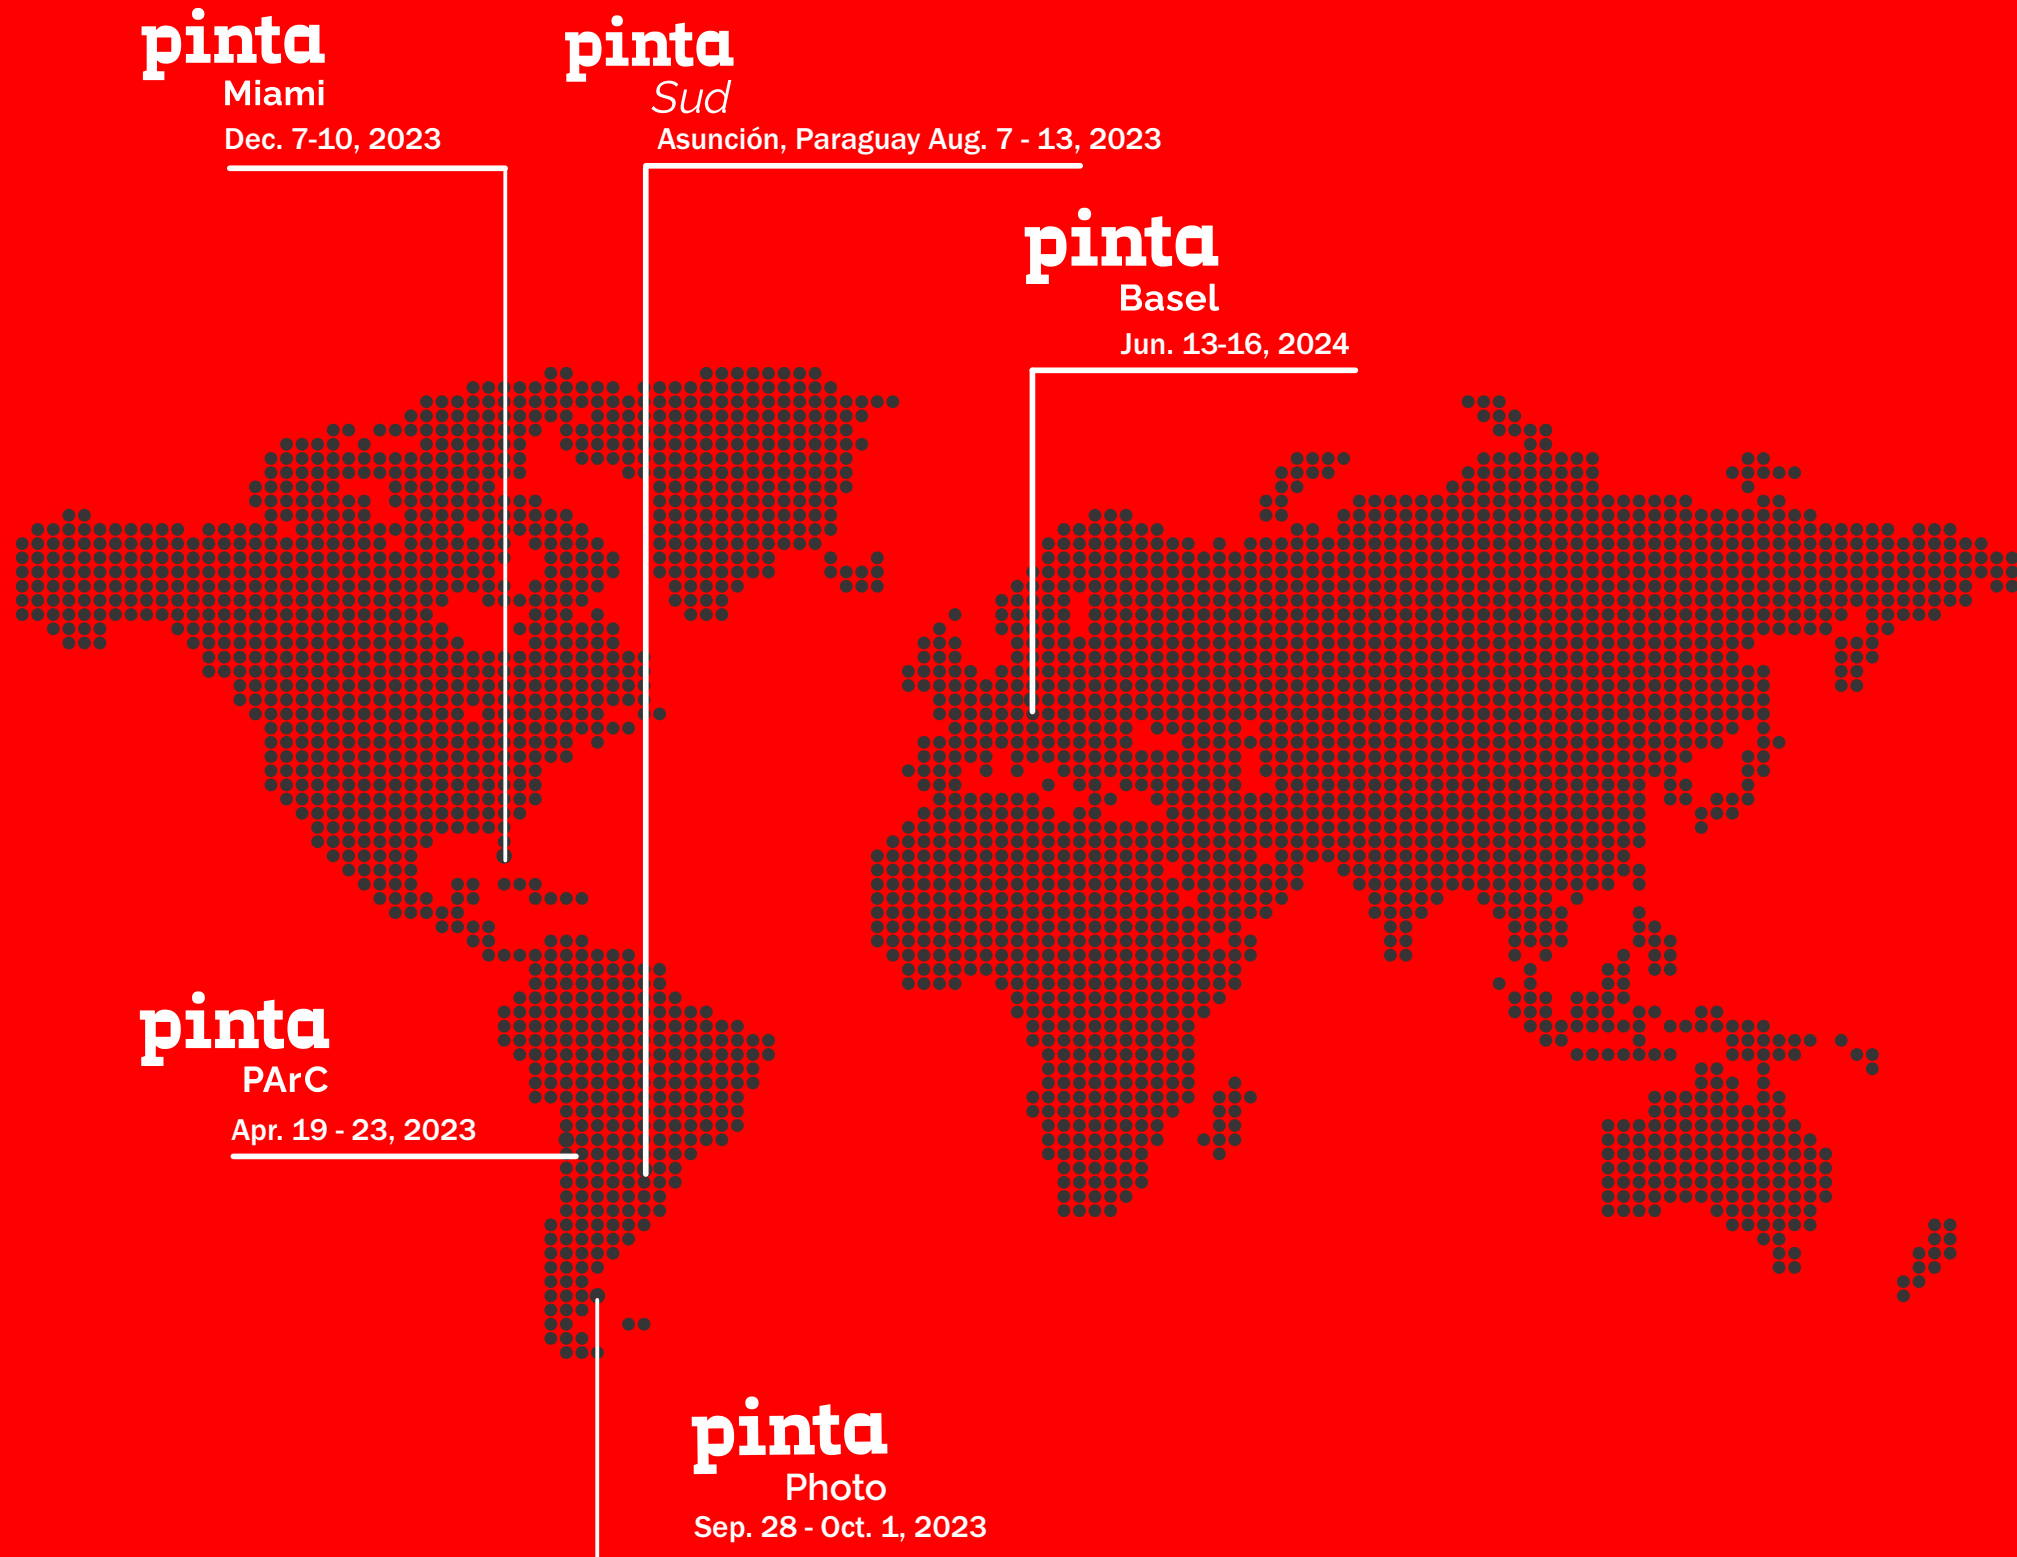 pinta
Miami
Dec. 7-10, 2023
pinta
Sud
Asunción, Paraguay Aug. 7 - 13, 2023
pinta
Basel
Jun. 13-16, 2024
pinta
PArC
Apr. 19 - 23, 2023
pinta
Photo
Sep. 28 - Oct. 1, 2023